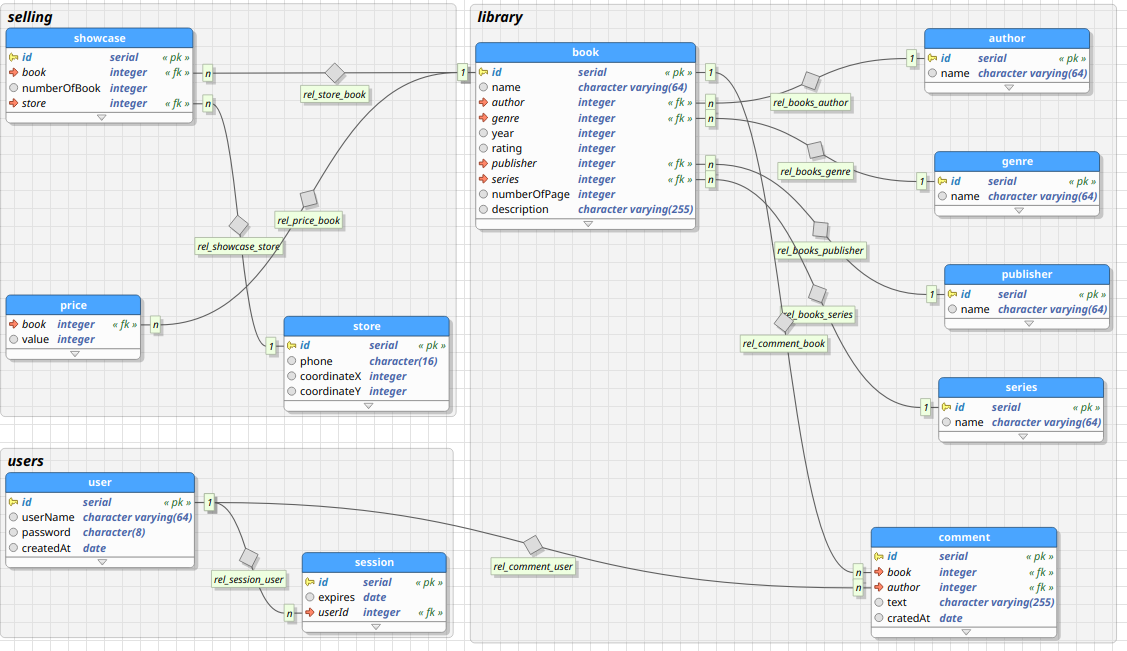 selling
showcase
id serial « pk »
book integer « fk »
numberOfBook integer
store integer « fk »
n
n
rel_store_book
1
rel_price_book
rel_showcase_store
price
book integer « fk »
value integer
n
1
store
id serial « pk »
phone character(16)
coordinateX integer
coordinateY integer
users
user
id serial « pk »
userName character varying(64)
password character(8)
createdAt date
1
rel_session_user
n
session
id serial « pk »
expires date
userId integer « fk »
rel_comment_user
library
book
id serial « pk »
name character varying(64)
author integer « fk »
genre integer « fk »
year integer
rating integer
publisher integer « fk »
series integer « fk »
numberOfPage integer
description character varying(255)
1
n
n
n
n
rel_books_author
1
author
id serial « pk »
name character varying(64)
rel_books_genre
1
genre
id serial « pk »
name character varying(64)
rel_books_publisher
1
publisher
id serial « pk »
name character varying(64)
rel_books_series
rel_comment_book
1
series
id serial « pk »
name character varying(64)
n
n
comment
id serial « pk »
book integer « fk »
author integer « fk »
text character varying(255)
cratedAt date